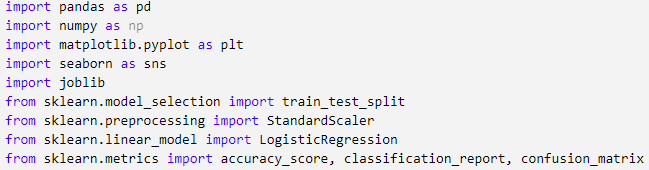 import pandas as pd
import numpy as np
import matplotlib.pyplot as plt
import seaborn as sns
import joblib
from sklearn.model_selection import train_test_split
from sklearn.preprocessing import StandardScaler
from sklearn.linear_model import LogisticRegression
from sklearn.metrics import accuracy_score, classification_report, confusion_matrix